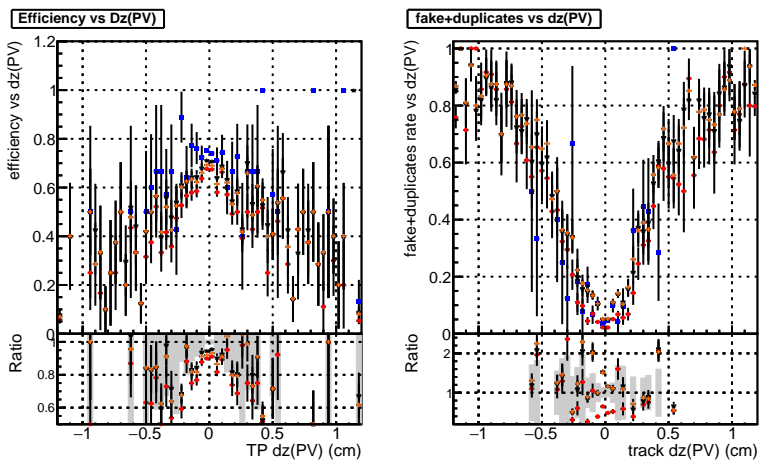 Efficiency vs Dz(PV)
fake+duplicates vs dz(PV)
efficiency vs dz(PV)
1.2
1
0.8
0.6
0.4
0.2
0
Ratio
1
0.8
0.6
−1 −0.5 0 0.5 1
TP dz(PV) (cm)
fake+duplicates rate vs dz(PV)
1
0.8
0.6
0.4
0.2
0
Ratio
2
1
−1 −0.5 0 0.5 1
track dz(PV) (cm)